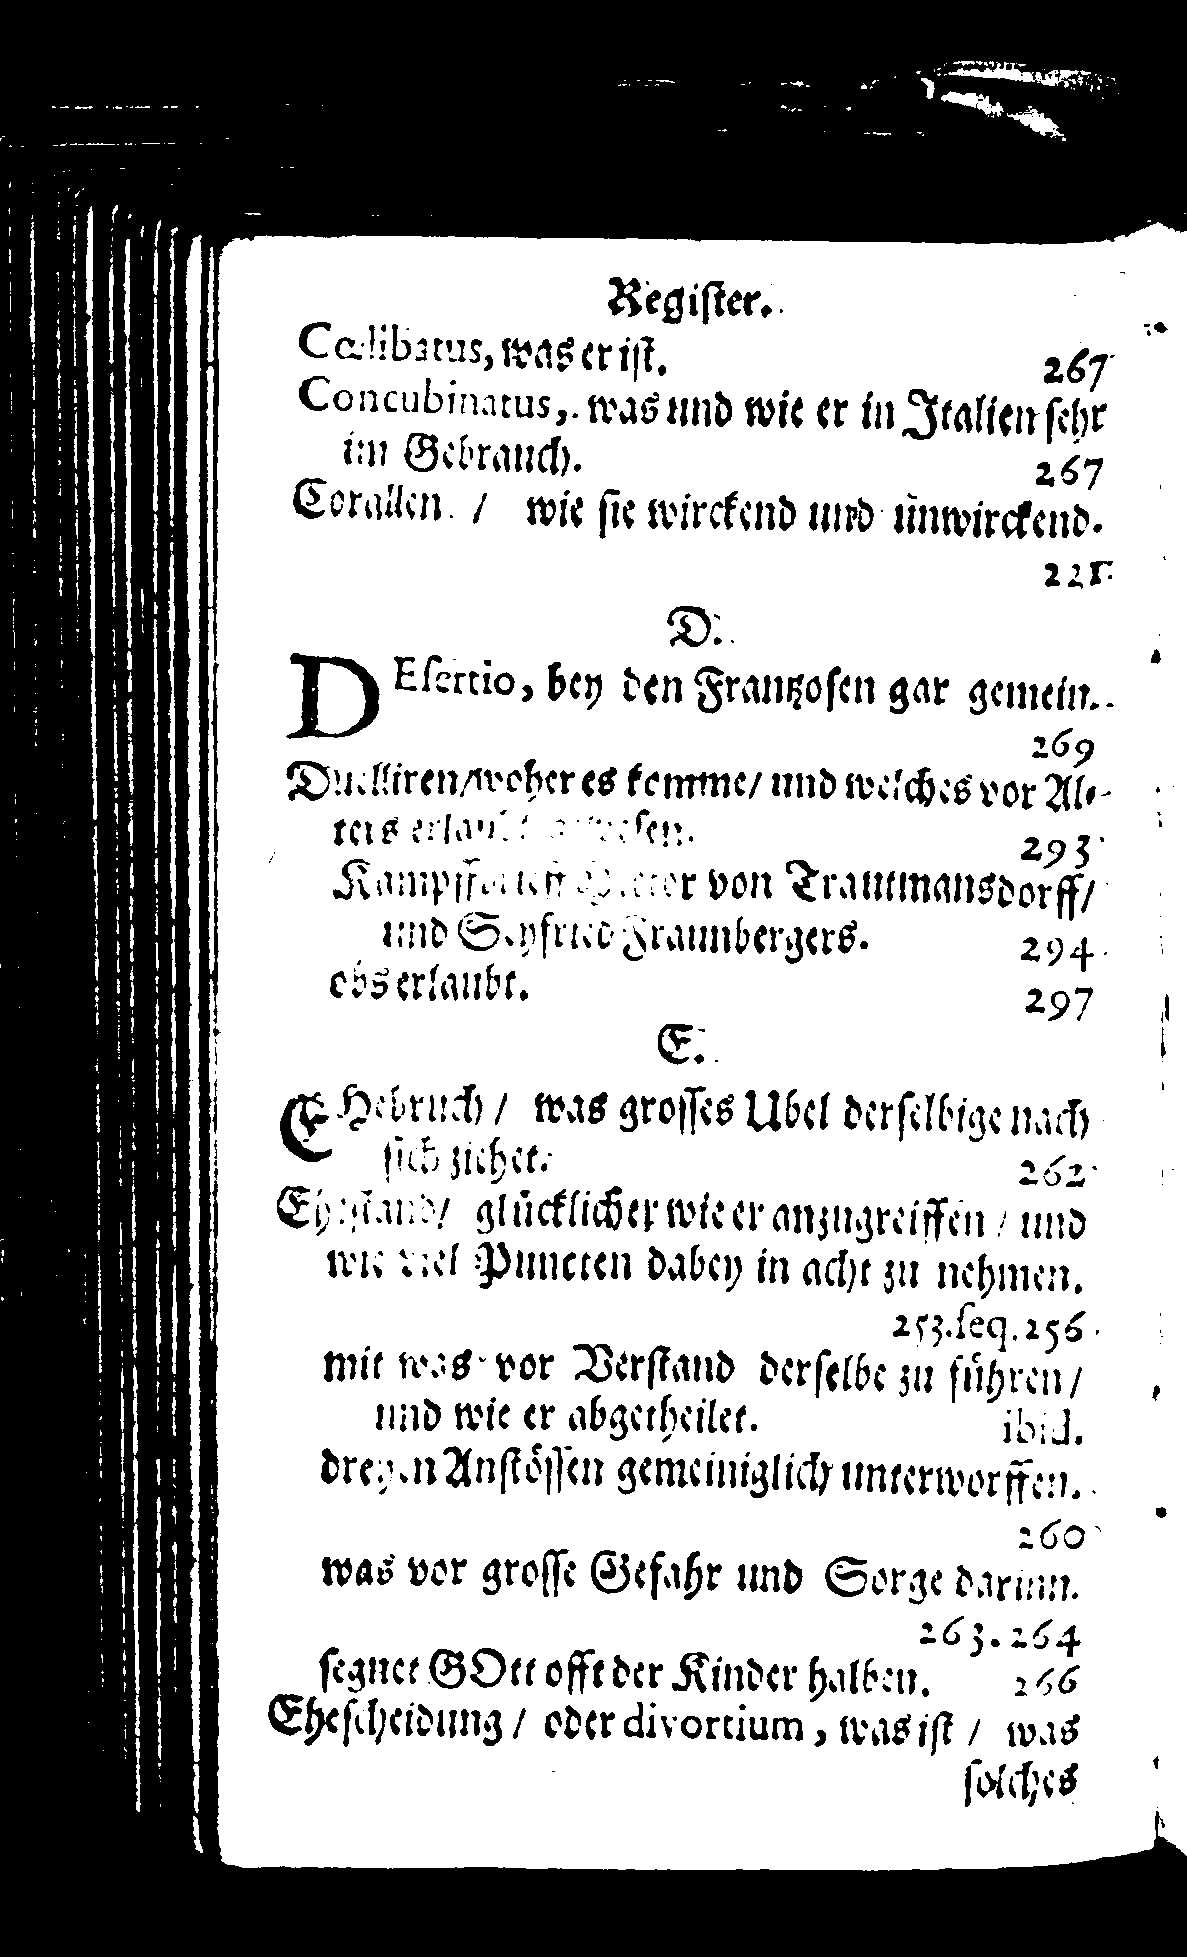 Register.
Cœlibatus, was er ist. 267
Concubinatus, was und wie er in Italien sehr
im Gebrauch. 267
Corallen / wie sie wirckend und unwirckend.
221
D.
DEsertio, bey den Frantzosen gar gemein.
269
Duelliren / woher es komme / und welches vor Al-
ters erlaubt gewesen. 293
von Trautmansdorff /
und Seyfried Fraunbergers. 294
obs erlaubt. 297
E.
EHebruch / was grosses Ubel derselbige nach
sich ziehet. 262
Ehestand / glücklicher wie er anzugreiffen / und
wie viel Puncten dabey in acht zu nehmen.
253. seq. 256
mit was vor Verstand derselbe zu führen /
und wie er abgetheilet. ibid.
dreyen Anstössen gemeiniglich unterworffen.
260
was vor grosse Gefahr und Sorge darinn.
263. 264
segnet GOtt offt der Kinder halben. 266
Ehescheidung / oder divortium, was ist / was
solches